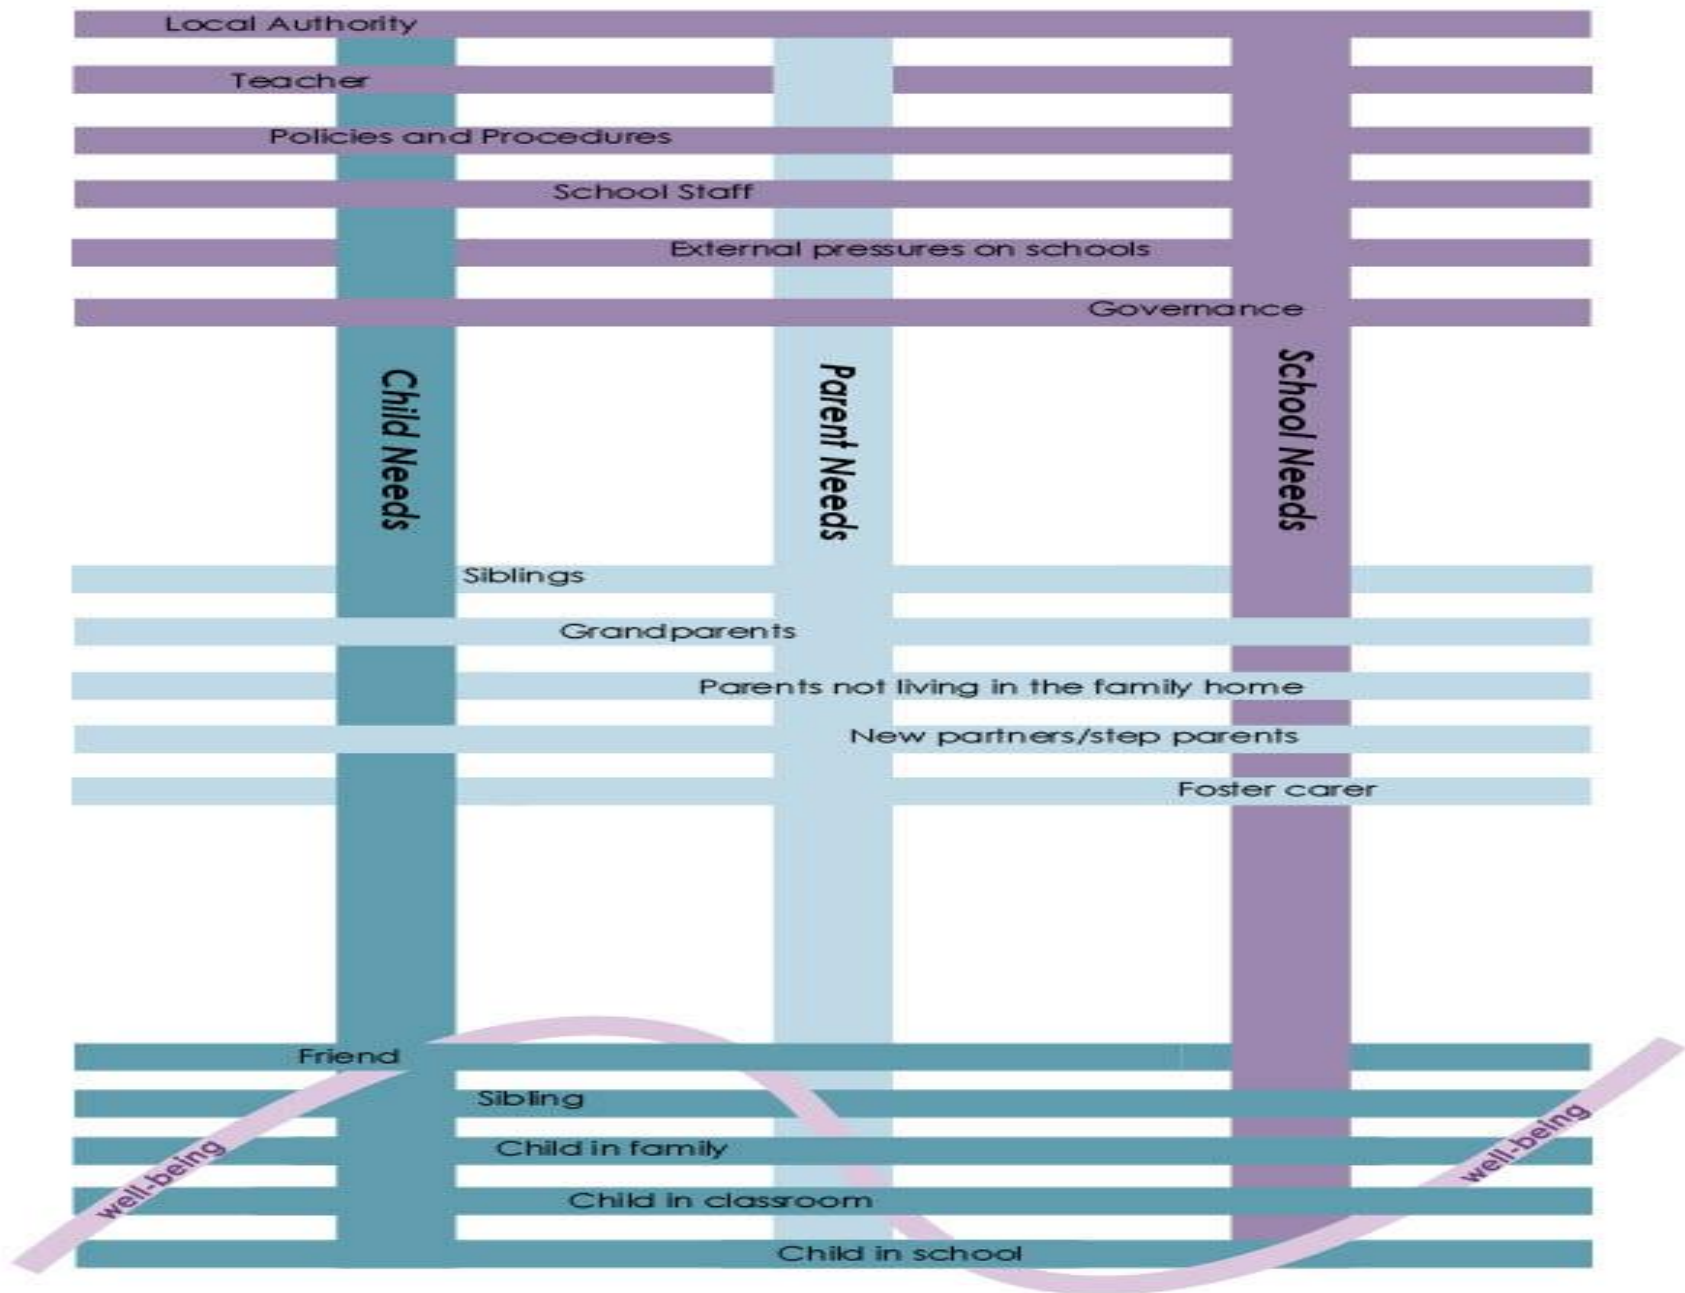 Local Authority
Teacher
Policies and Procedures
School Staff
External pressures on schools
Governance
Child Needs
Parent Needs
School Needs
Siblings
Grandparents
Parents not living in the family home
New partners/step parents
Foster carer
Friend
Sibling
Child in family
Child in classroom
Child in school
well-being
well-being